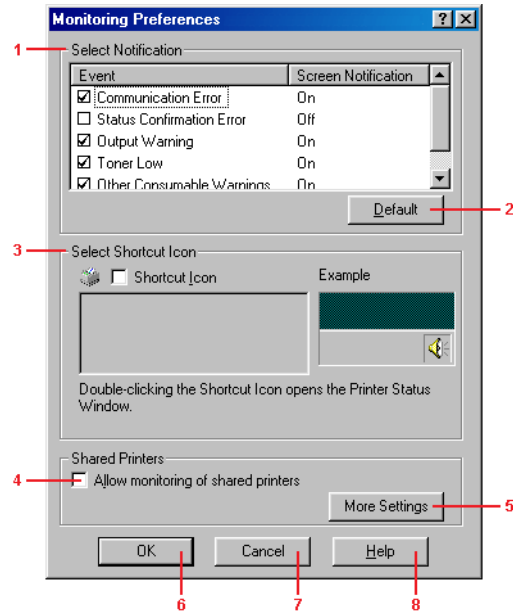 Monitoring Preferences
1
Select Notification
Event Screen Notification
Communication Error On
Status Confirmation Error Off
Output Warning On
Toner Low On
Other Consumable Warnings On
Default
2
3
Select Shortcut Icon
Shortcut Icon
Example
Double-clicking the Shortcut Icon opens the Printer Status
Window.
Shared Printers
4
Allow monitoring of shared printers
More Settings
5
OK
Cancel
Help
6
7
8